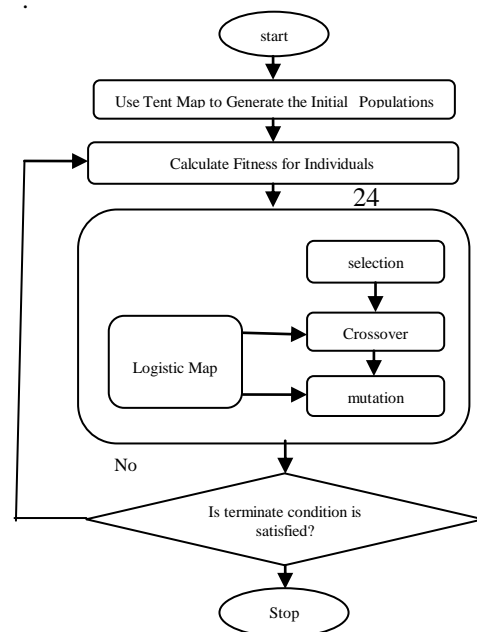 start
Use Tent Map to Generate the Initial Populations
Calculate Fitness for Individuals
24
selection
Crossover
Logistic Map
mutation
No
Is terminate condition is
satisfied?
Stop